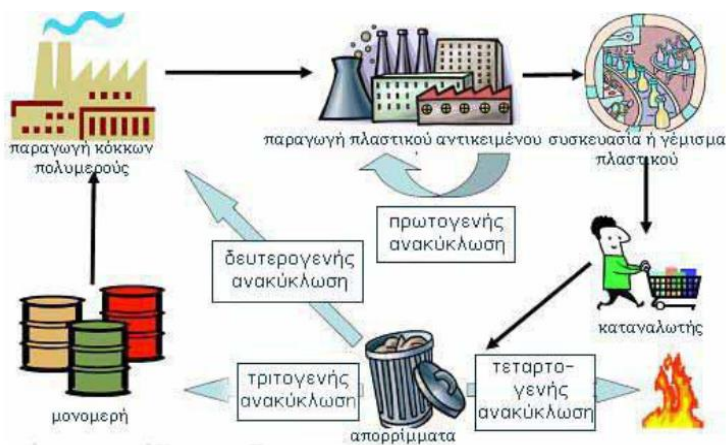 παραγωγή κόκκων
πολυμερούς
παραγωγή πλαστικού αντικειμένου
συσκευασία ή γέμισμα
πλαστικού
πρωτογενής
ανακύκλωση
δευτερογενής
ανακύκλωση
καταναλωτής
τριτογενής
ανακύκλωση
τεταρτο-
γενής
ανακύκλωση
μονομερή
απορρίμματα